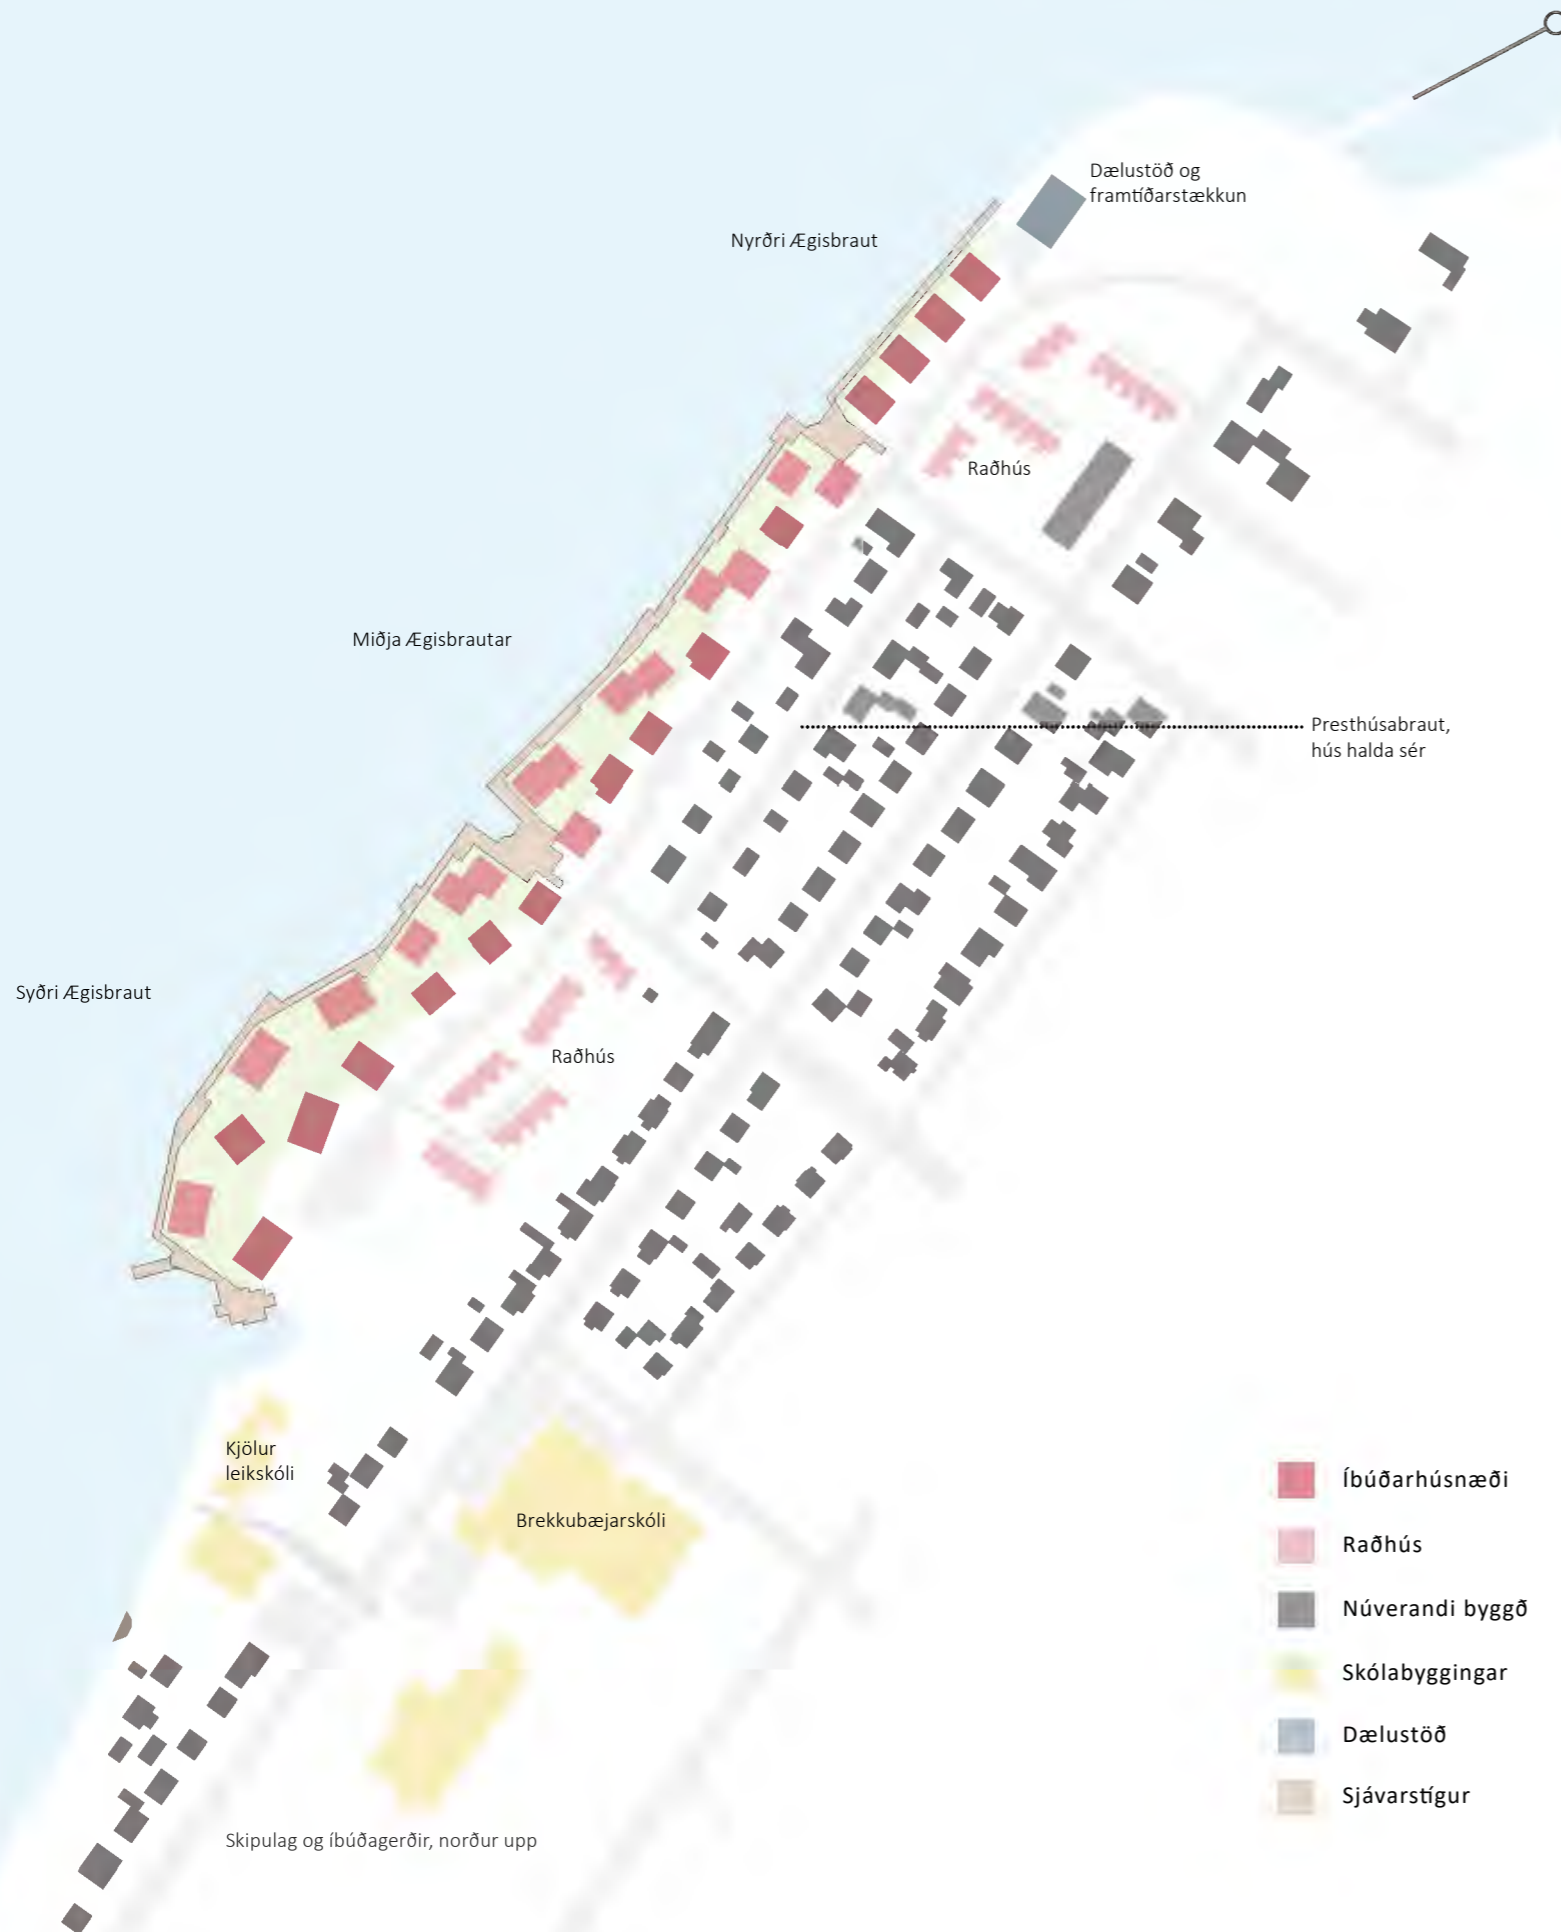 Dælustöð og
framtíðarstækkun
Nyrðri Ægisbraut
Raðhús
Miðja Ægisbrautar
Presthúsabraut,
hús halda sér
Syðri Ægisbraut
Raðhús
Kjölur
leikskóli
Brekkubæjarskóli
Íbúðarhúsnæði
Raðhús
Núverandi byggð
Skólabyggingar
Dælustöð
Sjávarstígur
Skipulag og íbúðagerðir, norður upp